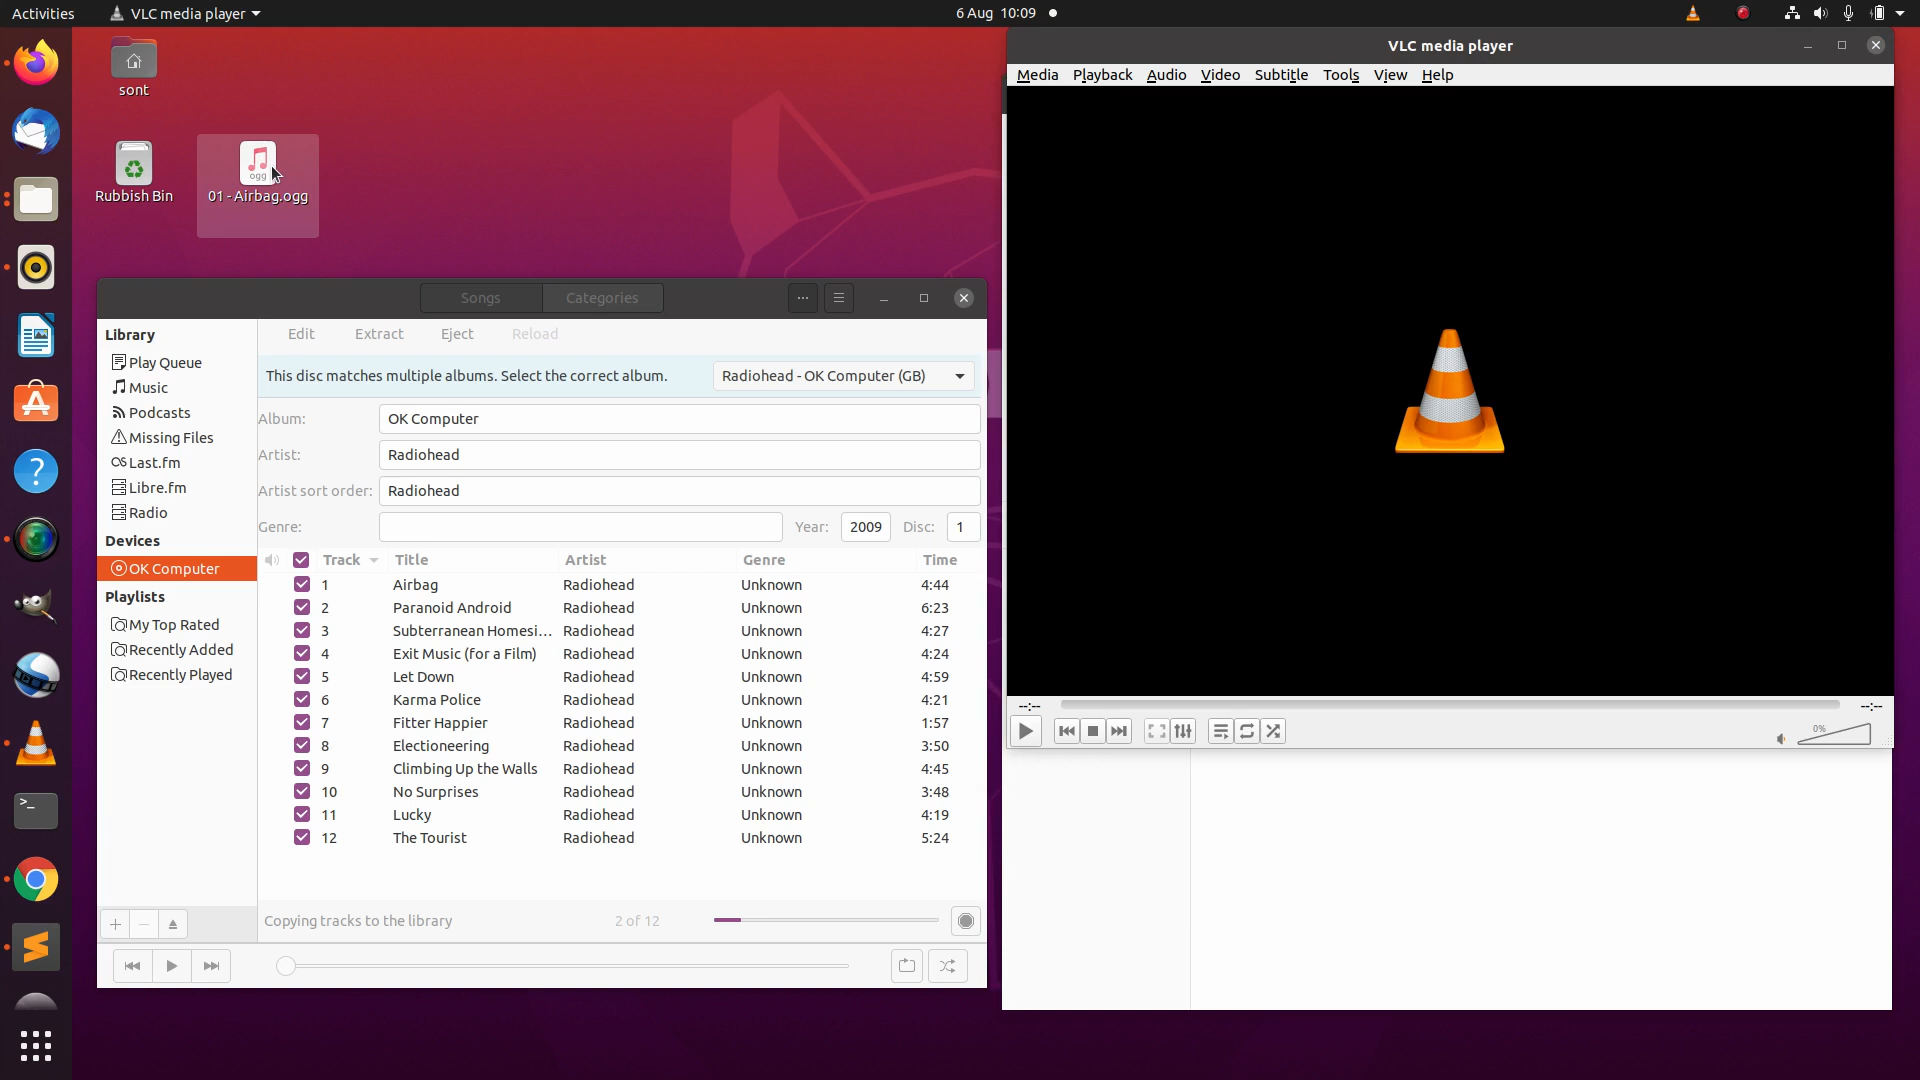 Activities
VLC media player
6 Aug 10:09
sont
Rubbish Bin
ogg
01 - Airbag.ogg
Songs
Categories
Library
Play Queue
Music
Podcasts
Missing Files
Last.fm
Libre.fm
Radio
Devices
OK Computer
Playlists
My Top Rated
Recently Added
Recently Played
Edit Extract Eject Reload
This disc matches multiple albums. Select the correct album.
Radiohead - OK Computer (GB)
Album: OK Computer
Artist: Radiohead
Artist sort order: Radiohead
Genre: Year: 2009 Disc: 1
Track Title Artist Genre Time
1 Airbag Radiohead Unknown 4:44
2 Paranoid Android Radiohead Unknown 6:23
3 Subterranean Homesi... Radiohead Unknown 4:27
4 Exit Music (for a Film) Radiohead Unknown 4:24
5 Let Down Radiohead Unknown 4:59
6 Karma Police Radiohead Unknown 4:21
7 Fitter Happier Radiohead Unknown 1:57
8 Electioneering Radiohead Unknown 3:50
9 Climbing Up the Walls Radiohead Unknown 4:45
10 No Surprises Radiohead Unknown 3:48
11 Lucky Radiohead Unknown 4:19
12 The Tourist Radiohead Unknown 5:24
Copying tracks to the library 2 of 12
VLC media player
Media Playback Audio Video Subtitle Tools View Help
--:-- --:--
0%